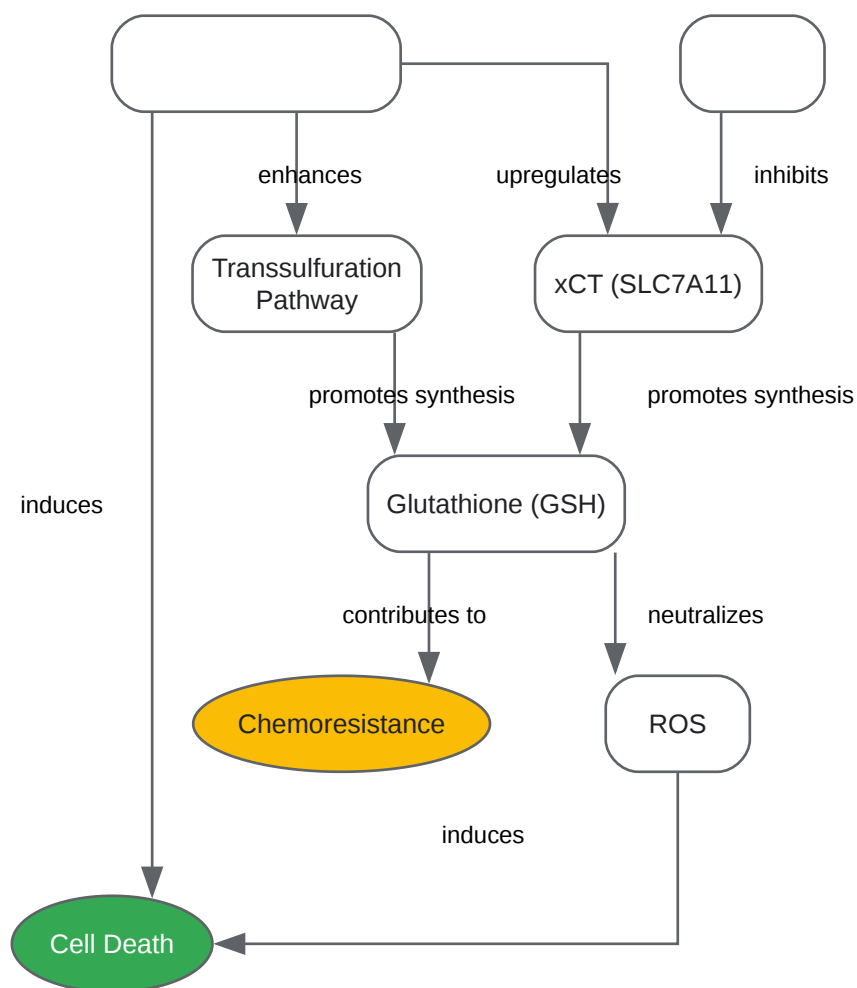 enhances
upregulates
inhibits
Transsulfuration
Pathway
xCT (SLC7A11)
promotes synthesis
promotes synthesis
induces
Glutathione (GSH)
contributes to
neutralizes
Chemoresistance
ROS
induces
Cell Death